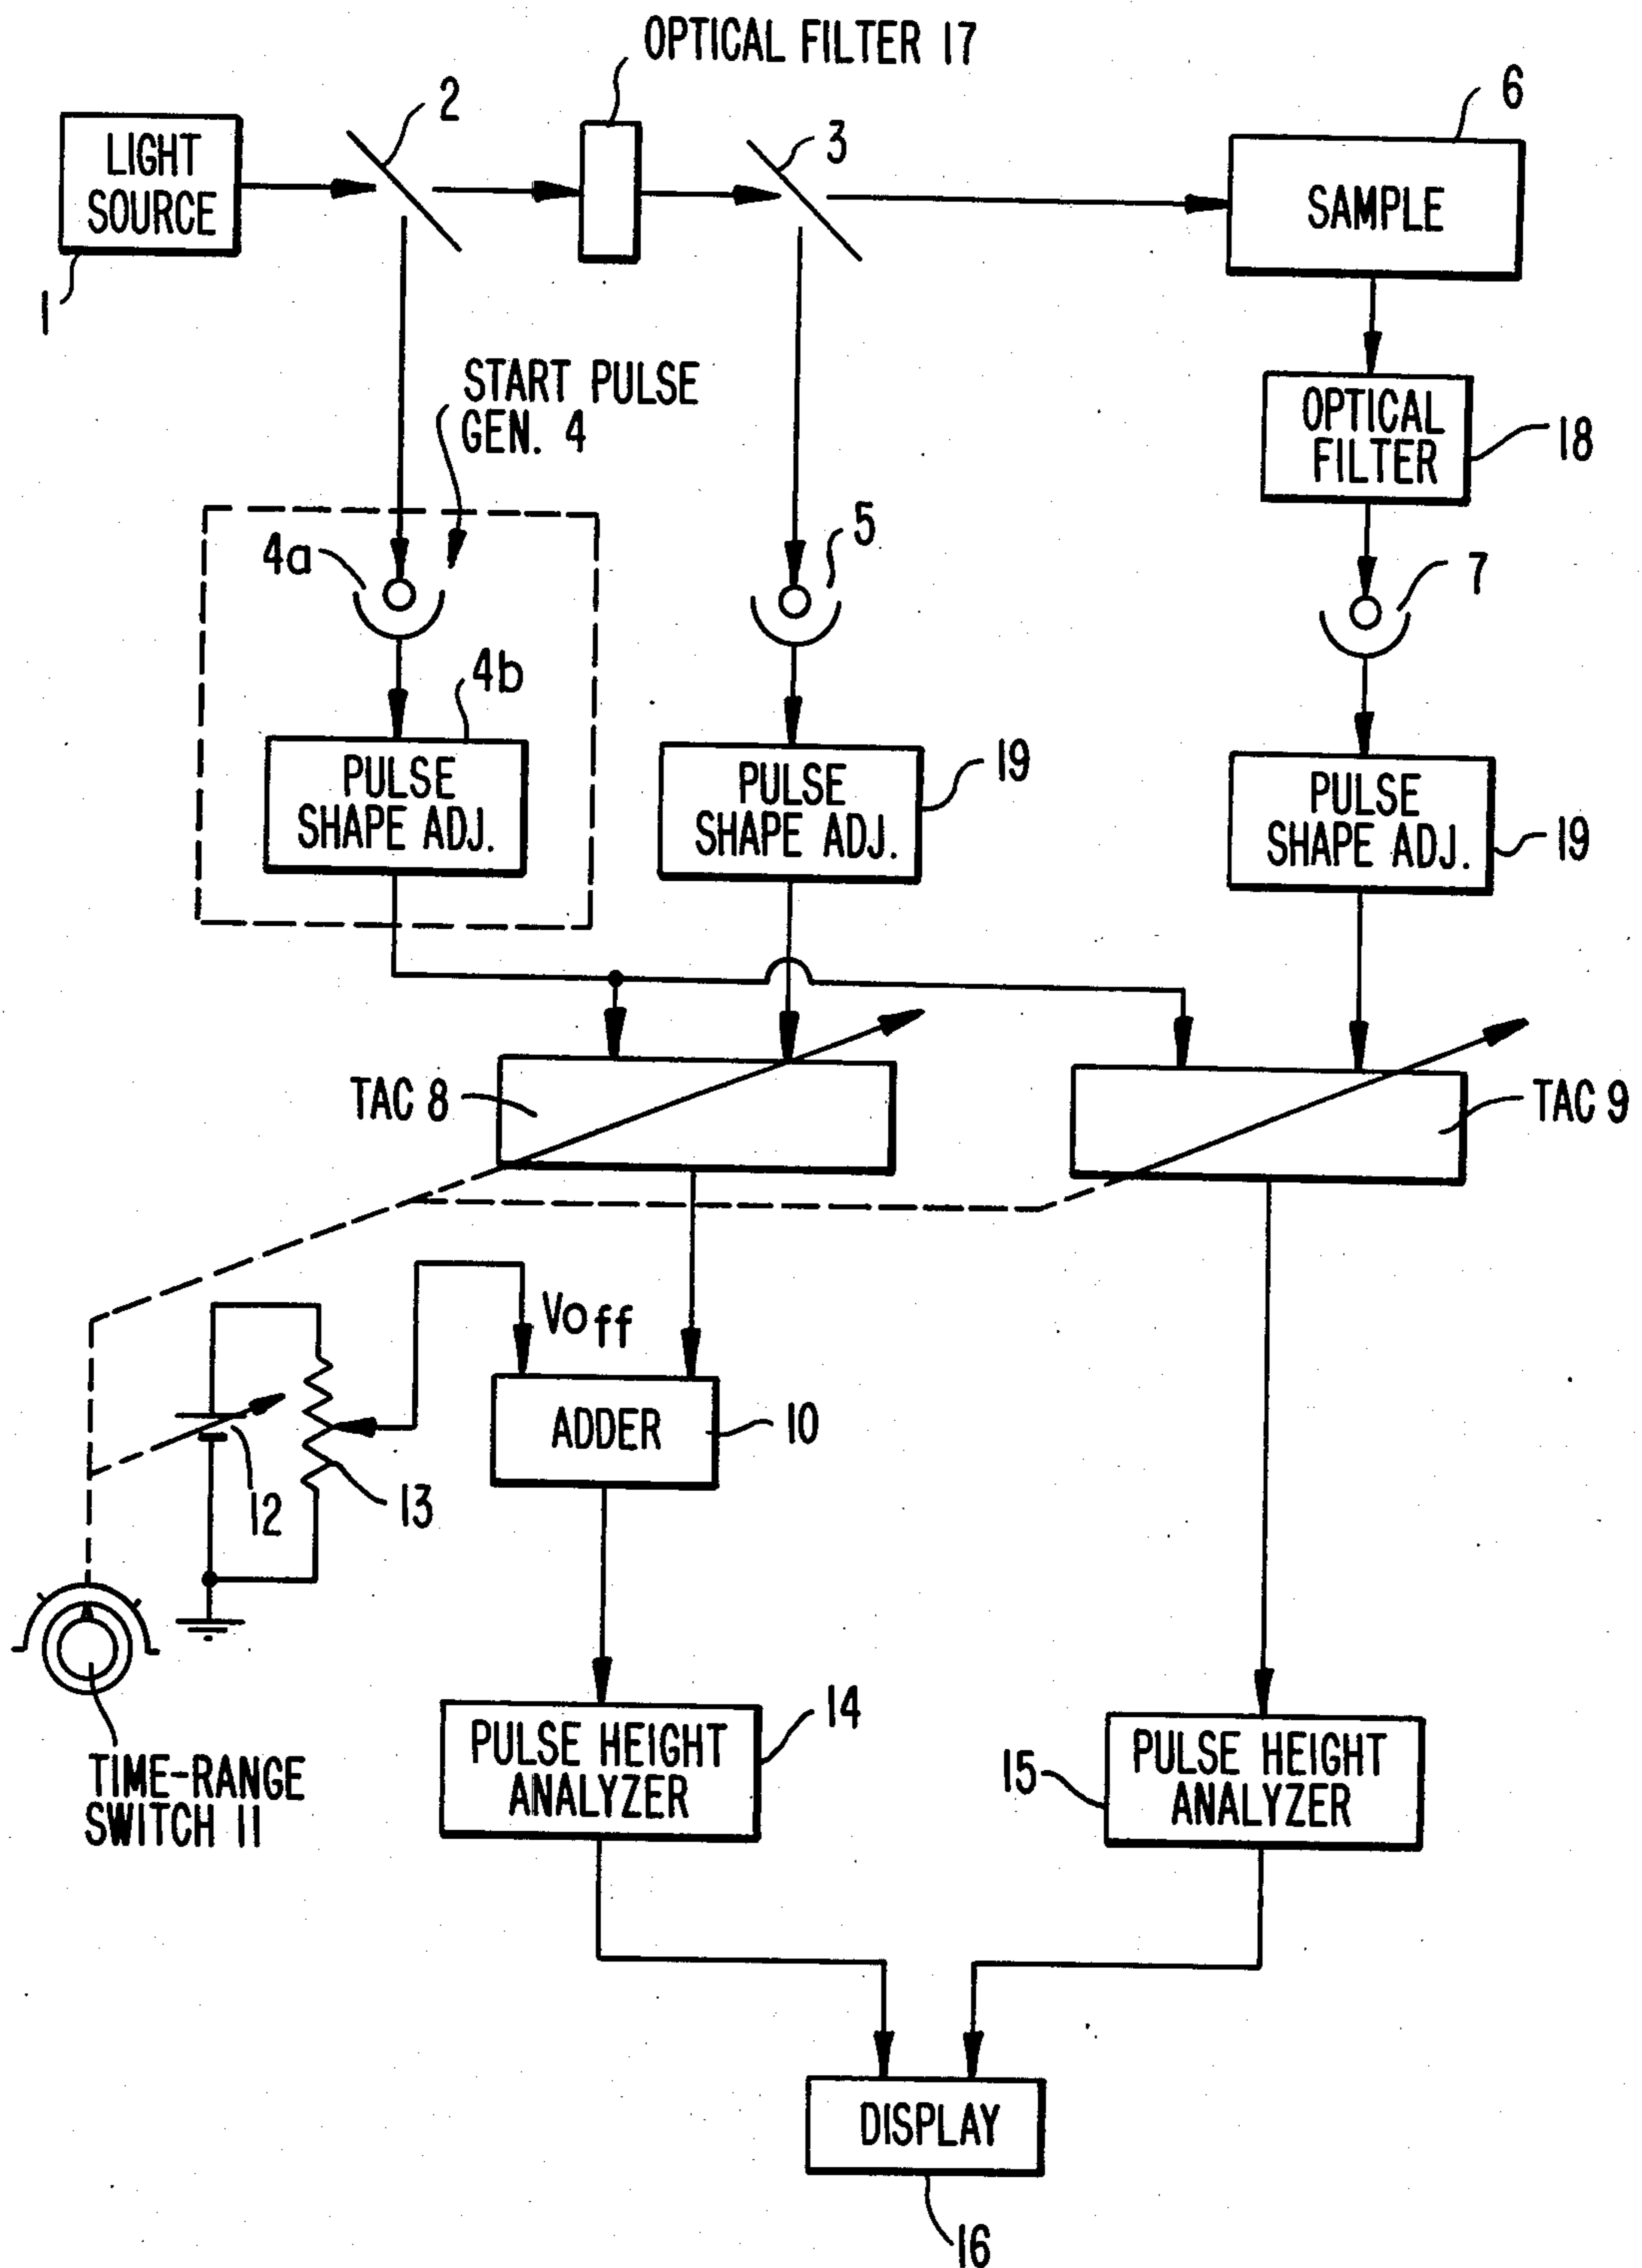 OPTICAL FILTER 17
2
3
6
LIGHT
SOURCE
SAMPLE
1
START PULSE
GEN. 4
OPTICAL
FILTER
18
4a
5
7
4b
PULSE
SHAPE ADJ.
PULSE
SHAPE ADJ.
19
PULSE
SHAPE ADJ.
19
TAC 8
TAC 9
Voff
ADDER
10
12
13
TIME-RANGE
SWITCH 11
PULSE HEIGHT
ANALYZER
14
PULSE HEIGHT
ANALYZER
15
DISPLAY
16